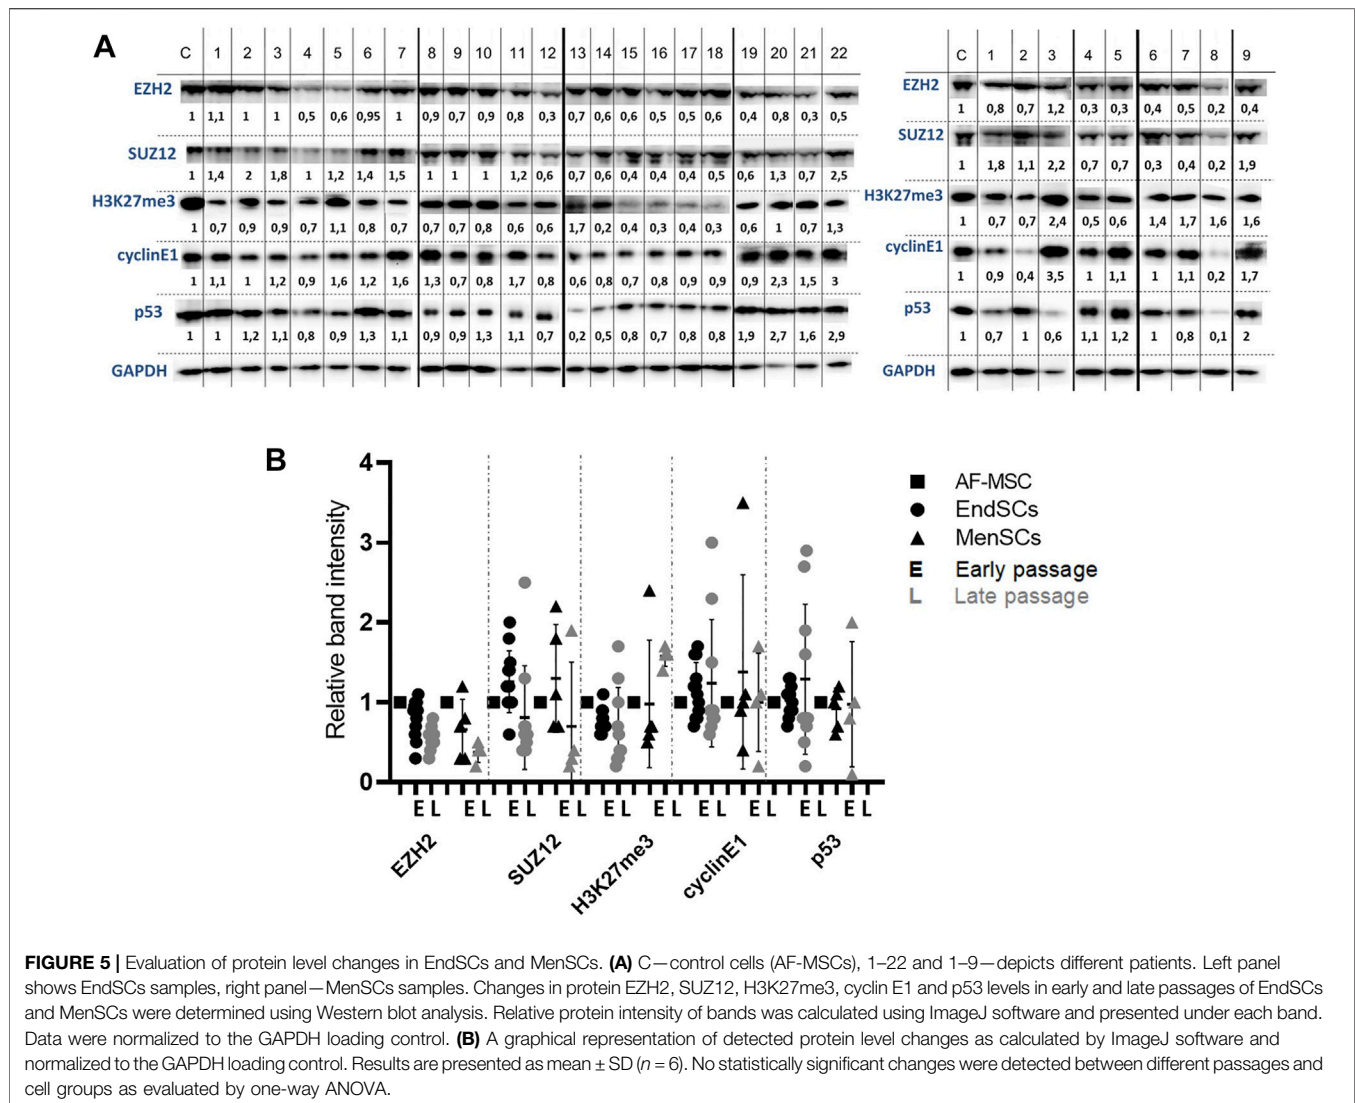 A
C 1 2 3 4 5 6 7 8 9 10 11 12 13 14 15 16 17 18 19 20 21 22
EZH2
1 1,1 1 1 0,5 0,6 0,95 1 0,9 0,7 0,9 0,8 0,3 0,7 0,6 0,6 0,5 0,5 0,6 0,4 0,8 0,3 0,5
SUZ12
1 1,4 2 1,8 1 1,2 1,4 1,5 1 1 1 1,2 0,6 0,7 0,6 0,4 0,4 0,4 0,5 0,6 1,3 0,7 2,5
H3K27me3
1 0,7 0,9 0,9 0,7 1,1 0,8 0,7 0,7 0,7 0,8 0,6 0,6 1,7 0,2 0,4 0,3 0,4 0,3 0,6 1 0,7 1,3
cyclinE1
1 1,1 1 1,2 0,9 1,6 1,2 1,6 1,3 0,7 0,8 1,7 0,8 0,6 0,8 0,7 0,8 0,9 0,9 0,9 2,3 1,5 3
p53
1 1 1,2 1,1 0,8 0,9 1,3 1,1 0,9 0,9 1,3 1,1 0,7 0,2 0,5 0,8 0,7 0,8 0,8 1,9 2,7 1,6 2,9
GAPDH
C 1 2 3 4 5 6 7 8 9
EZH2
1 0,8 0,7 1,2 0,3 0,3 0,4 0,5 0,2 0,4
SUZ12
1 1,8 1,1 2,2 0,7 0,7 0,3 0,4 0,2 1,9
H3K27me3
1 0,7 0,7 2,4 0,5 0,6 1,4 1,7 1,6 1,6
cyclinE1
1 0,9 0,4 3,5 1 1,1 1 1,1 0,2 1,7
p53
1 0,7 1 0,6 1,1 1,2 1 0,8 0,1 2
GAPDH
B
Relative band intensity
4
3
2
1
0
E L E L E L E L E L E L E L E L E L E L
EZH2 SUZ12 H3K27me3 cyclinE1 p53
AF-MSC
EndSCs
MenSCs
E Early passage
L Late passage
FIGURE 5 | Evaluation of protein level changes in EndSCs and MenSCs. (A) C—control cells (AF-MSCs), 1–22 and 1–9—depicts different patients. Left panel
shows EndSCs samples, right panel—MenSCs samples. Changes in protein EZH2, SUZ12, H3K27me3, cyclin E1 and p53 levels in early and late passages of EndSCs
and MenSCs were determined using Western blot analysis. Relative protein intensity of bands was calculated using ImageJ software and presented under each band.
Data were normalized to the GAPDH loading control. (B) A graphical representation of detected protein level changes as calculated by ImageJ software and
normalized to the GAPDH loading control. Results are presented as mean ± SD (n = 6). No statistically significant changes were detected between different passages and
cell groups as evaluated by one-way ANOVA.